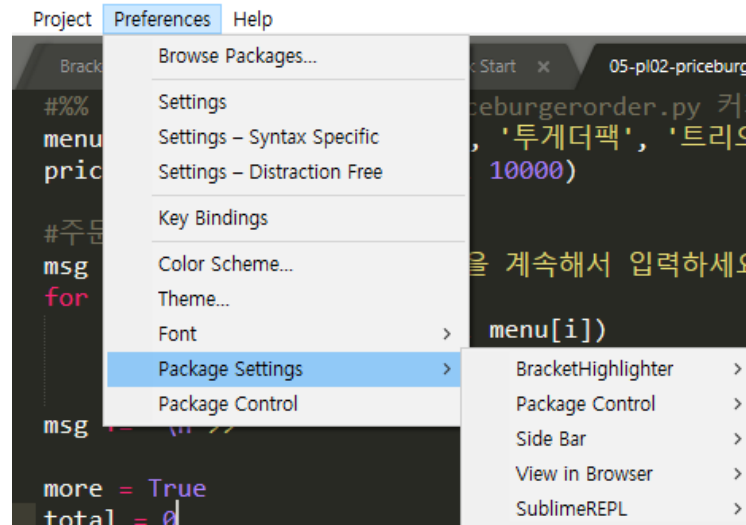 Project Preferences Help
Brack
Start × 05-pl02-priceburg
Browse Packages...
Settings
Settings – Syntax Specific
Settings – Distraction Free
Key Bindings
Color Scheme...
Theme...
Font >
Package Settings >
Package Control
BracketHighlighter >
Package Control >
Side Bar >
View in Browser >
SublimeREPL >
#%% ceburgerorder.py 커
menu , '투게더팩', '트리오
pric 10000)
#주문
msg 을 계속해서 입력하세요
for
menu[i])
msg
more = True
total = 0